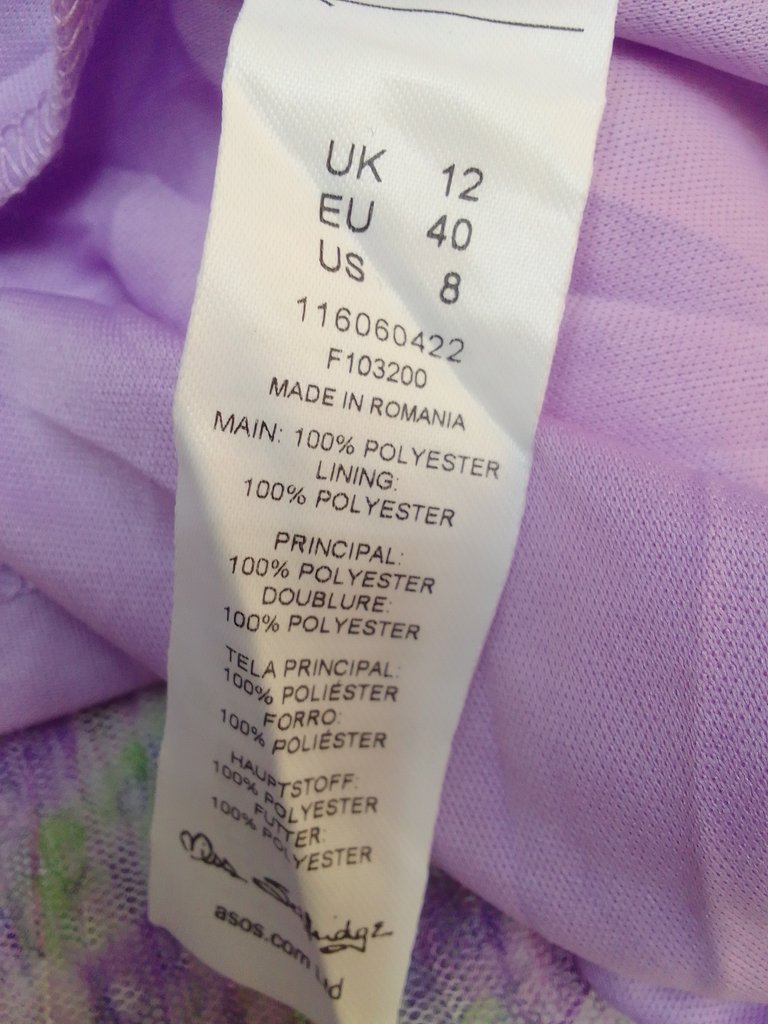 UK 12
EU 40
US 8
116060422
F103200
MADE IN ROMANIA
MAIN: 100% POLYESTER
LINING:
100% POLYESTER
PRINCIPAL:
100% POLYESTER
DOUBLURE:
100% POLYESTER
TELA PRINCIPAL:
100% POLIÉSTER
FORRO:
100% POLIÉSTER
HAUPTSTOFF:
100% POLYESTER
FUTTER:
100% POLYESTER
Miss Selfridge
asos.com Ltd